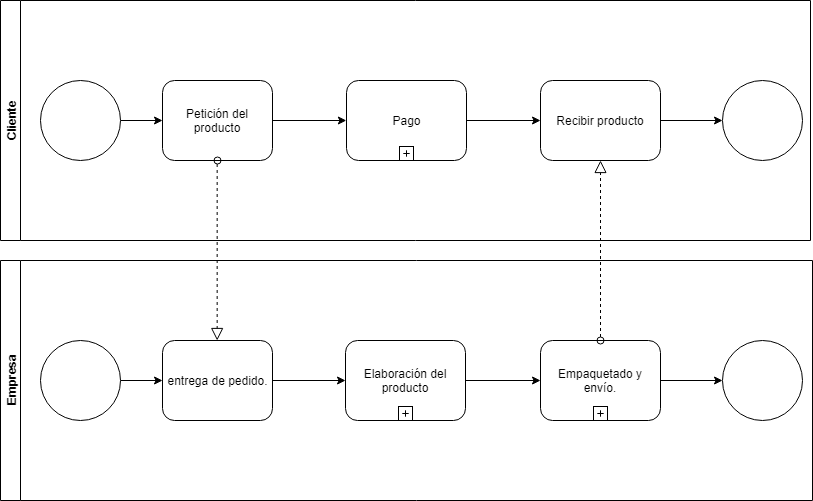 Cliente
Petición del
producto
Pago
Recibir producto
Empresa
entrega de pedido.
Elaboración del
producto
Empaquetado y
envío.